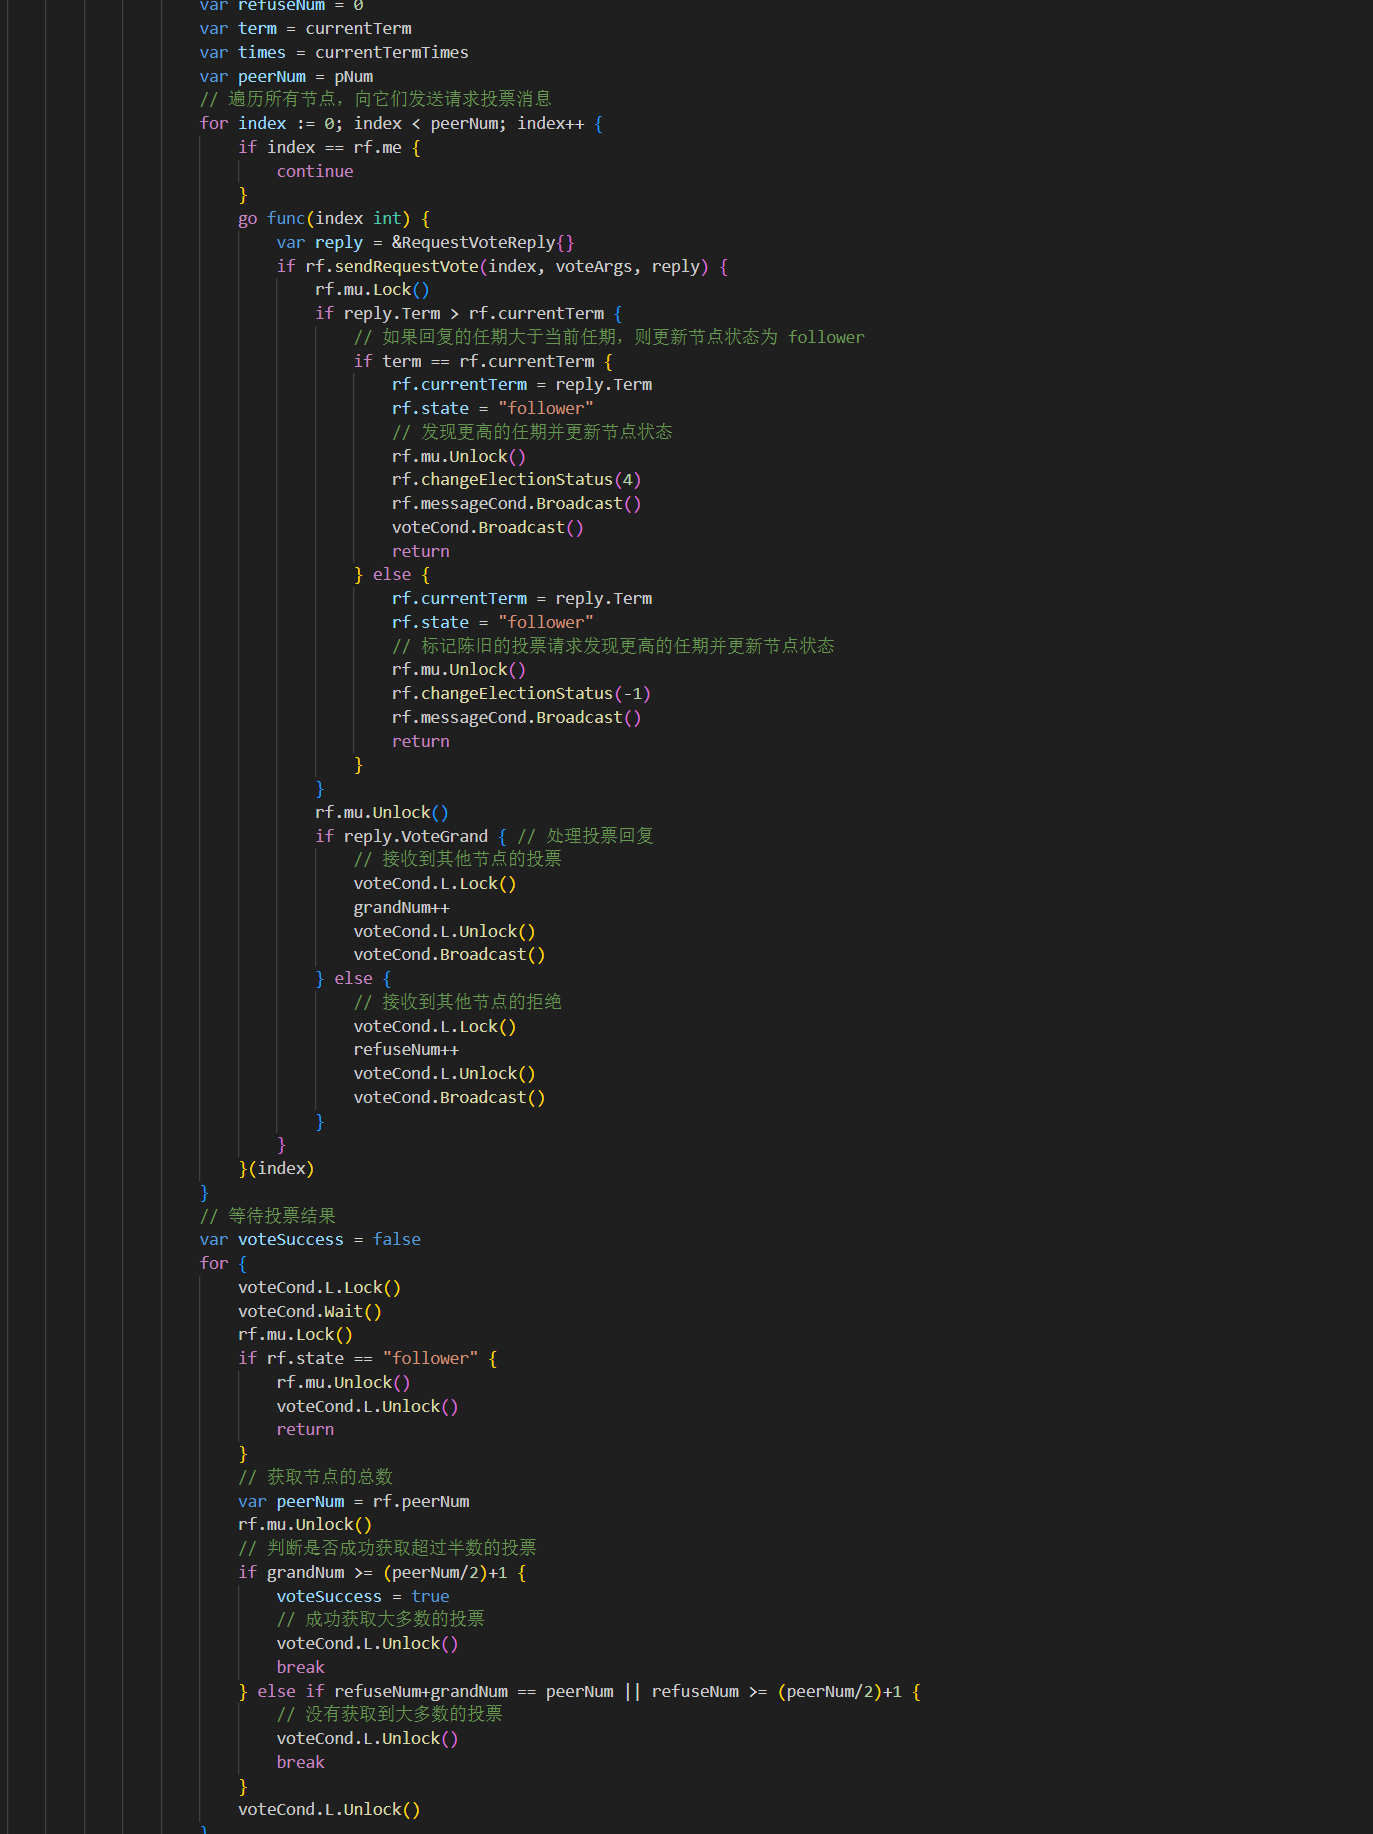 var refuseNum = 0
var term = currentTerm
var times = currentTermTimes
var peerNum = pNum
// 遍历所有节点，向它们发送请求投票消息
for index := 0; index < peerNum; index++ {
if index == rf.me {
continue
}
go func(index int) {
var reply = &RequestVoteReply{}
if rf.sendRequestVote(index, voteArgs, reply) {
rf.mu.Lock()
if reply.Term > rf.currentTerm {
// 如果回复的任期大于当前任期，则更新节点状态为 follower
if term == rf.currentTerm {
rf.currentTerm = reply.Term
rf.state = "follower"
// 发现更高的任期并更新节点状态
rf.mu.Unlock()
rf.changeElectionStatus(4)
rf.messageCond.Broadcast()
voteCond.Broadcast()
return
} else {
rf.currentTerm = reply.Term
rf.state = "follower"
// 标记陈旧的投票请求发现更高的任期并更新节点状态
rf.mu.Unlock()
rf.changeElectionStatus(-1)
rf.messageCond.Broadcast()
return
}
}
rf.mu.Unlock()
if reply.VoteGrand { // 处理投票回复
// 接收到其他节点的投票
voteCond.L.Lock()
grandNum++
voteCond.L.Unlock()
voteCond.Broadcast()
} else {
// 接收到其他节点的拒绝
voteCond.L.Lock()
refuseNum++
voteCond.L.Unlock()
voteCond.Broadcast()
}
}
}(index)
}
// 等待投票结果
var voteSuccess = false
for {
voteCond.L.Lock()
voteCond.Wait()
rf.mu.Lock()
if rf.state == "follower" {
rf.mu.Unlock()
voteCond.L.Unlock()
return
}
// 获取节点的总数
var peerNum = rf.peerNum
rf.mu.Unlock()
// 判断是否成功获取超过半数的投票
if grandNum >= (peerNum/2)+1 {
voteSuccess = true
// 成功获取大多数的投票
voteCond.L.Unlock()
break
} else if refuseNum+grandNum == peerNum || refuseNum >= (peerNum/2)+1 {
// 没有获取到大多数的投票
voteCond.L.Unlock()
break
}
voteCond.L.Unlock()
}